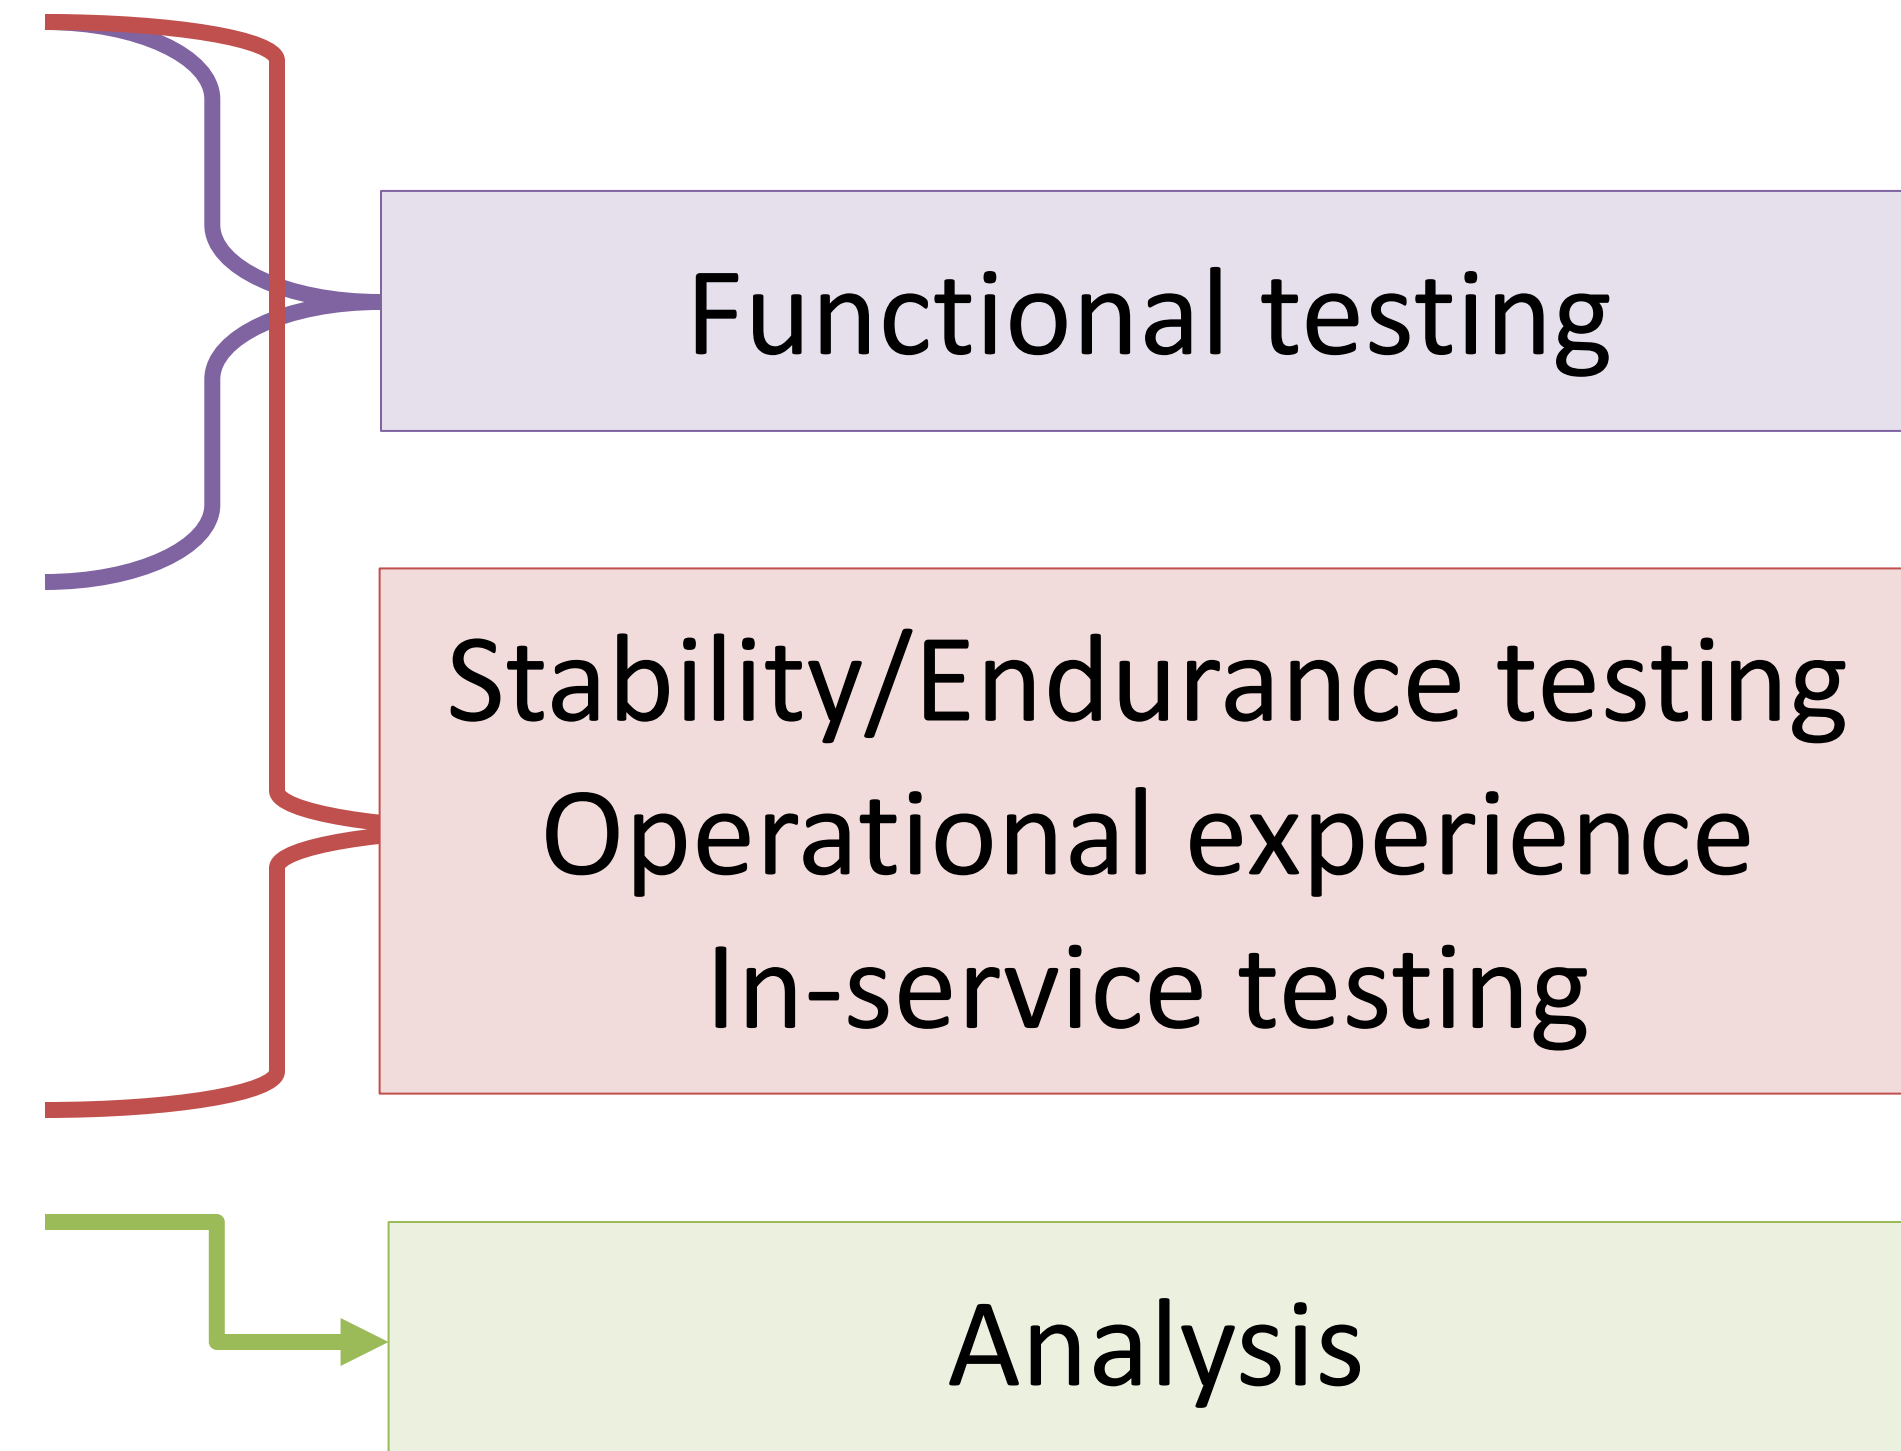 Functional testing
Stability/Endurance testing
Operational experience
In-service testing
Analysis